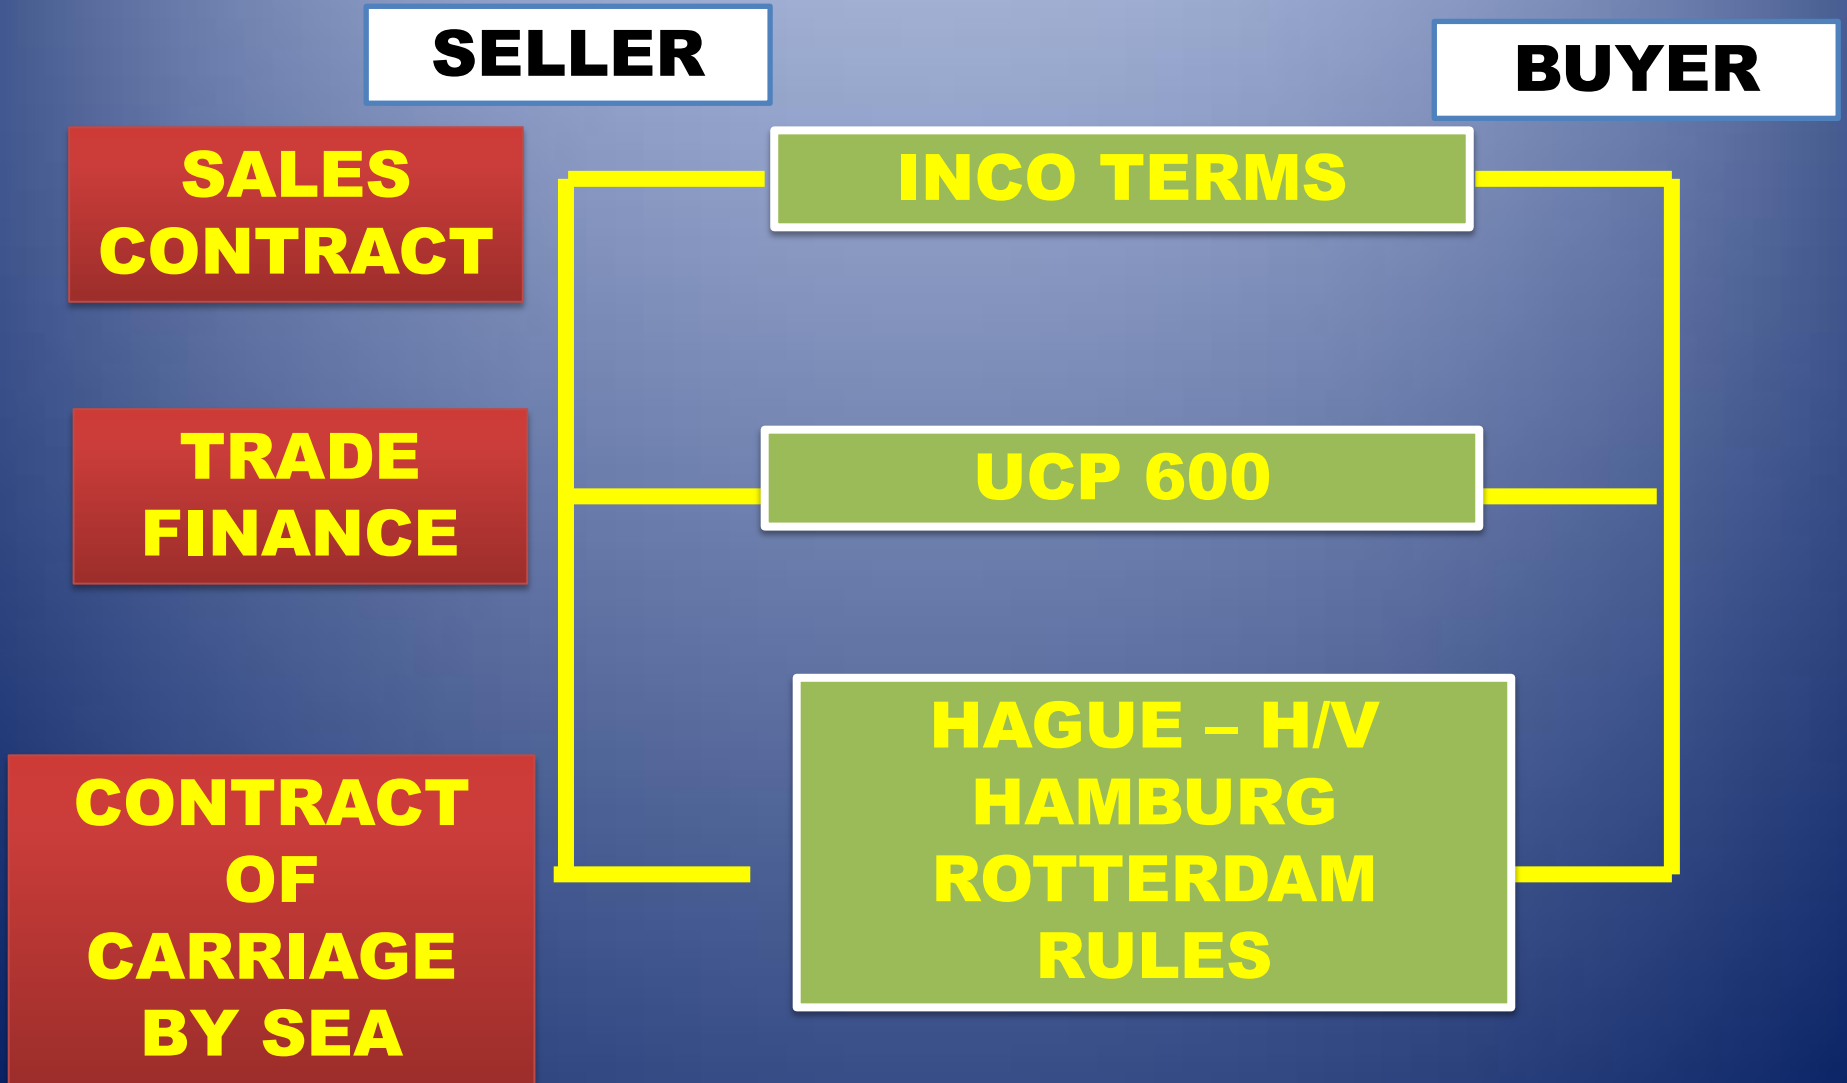 SELLER
BUYER
SALES
CONTRACT
INCO TERMS
TRADE
FINANCE
UCP 600
CONTRACT
OF
CARRIAGE
BY SEA
HAGUE – H/V
HAMBURG
ROTTERDAM
RULES